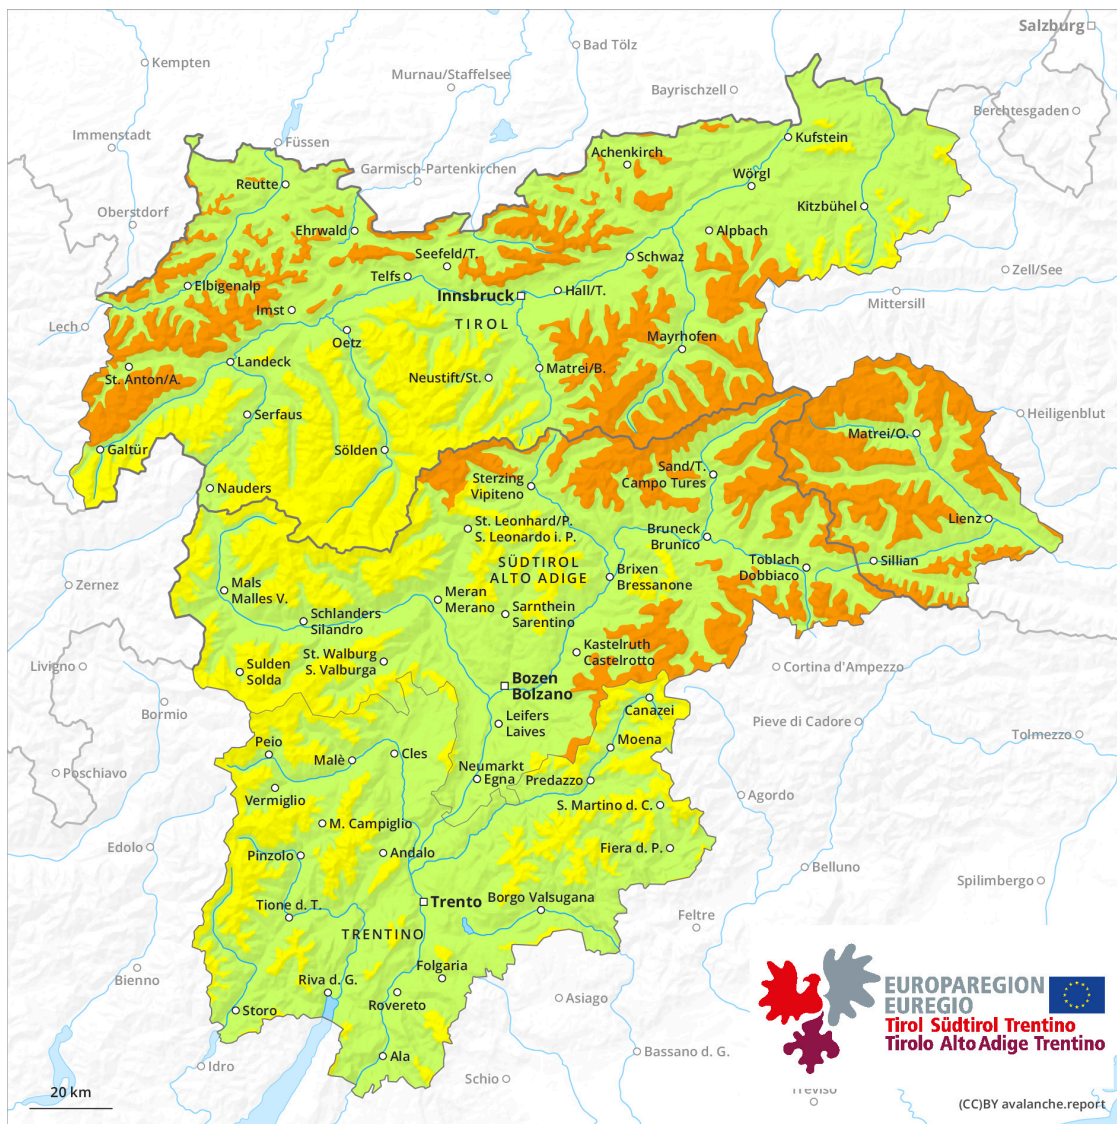 Salzburg
Bad Tölz
Kempten
Murnau/Staffelsee
Bayrischzell
Berchtesgaden
Immenstadt
Füssen
Kufstein
Achenkirch
Garmisch-Partenkirchen
Wörgl
Reutte
Oberstdorf
Kitzbühel
Ehrwald
Alpbach
Seefeld/T.
Schwaz
Telfs
Zell/See
Elbigenalp
Innsbruck
Hall/T.
Mittersill
Imst
TIROL
Lech
Oetz
Mayrhofen
Landeck
Matrei/B.
St. Anton/A.
Neustift/St.
Serfaus
Heiligenblut
Matrei/O.
Galtür
Sölden
Sand/T.
Campo Tures
Sterzing
Vipiteno
Nauders
Lienz
St. Leonhard/P.
S. Leonardo i. P.
Bruneck
Brunico
SÜDTIROL
ALTO ADIGE
Toblach
Dobbiaco
Sillian
Brixen
Bressanone
Zernez
Mals
Malles V.
Meran
Merano
Sarnthein
Sarentino
Schlanders
Silandro
Kastelruth
Castelrotto
St. Walburg
S. Valburga
Livigno
Sulden
Solda
Cortina d'Ampezzo
Bozen
Bolzano
Canazei
Bormio
Leifers
Laives
Pieve di Cadore
Tolmezzo
Peio
Moena
Malè
Cles
Neumarkt
Egna
Predazzo
Poschiavo
Vermiglio
S. Martino d. C.
Agordo
M. Campiglio
Edolo
Pinzolo
Andalo
Fiera d. P.
Belluno
Spilimbergo
Tione d. T.
Trento
Borgo Valsugana
Feltre
TRENTINO
Bienno
Folgaria
Riva d. G.
Rovereto
Asiago
Storo
EUROPAREGION
EUREGIO
Tirol Südtirol Trentino
Tirolo Alto Adige Trentino
Ala
Bassano d. G.
Idro
Schio
Treviso
20 km
(CC)BY avalanche.report